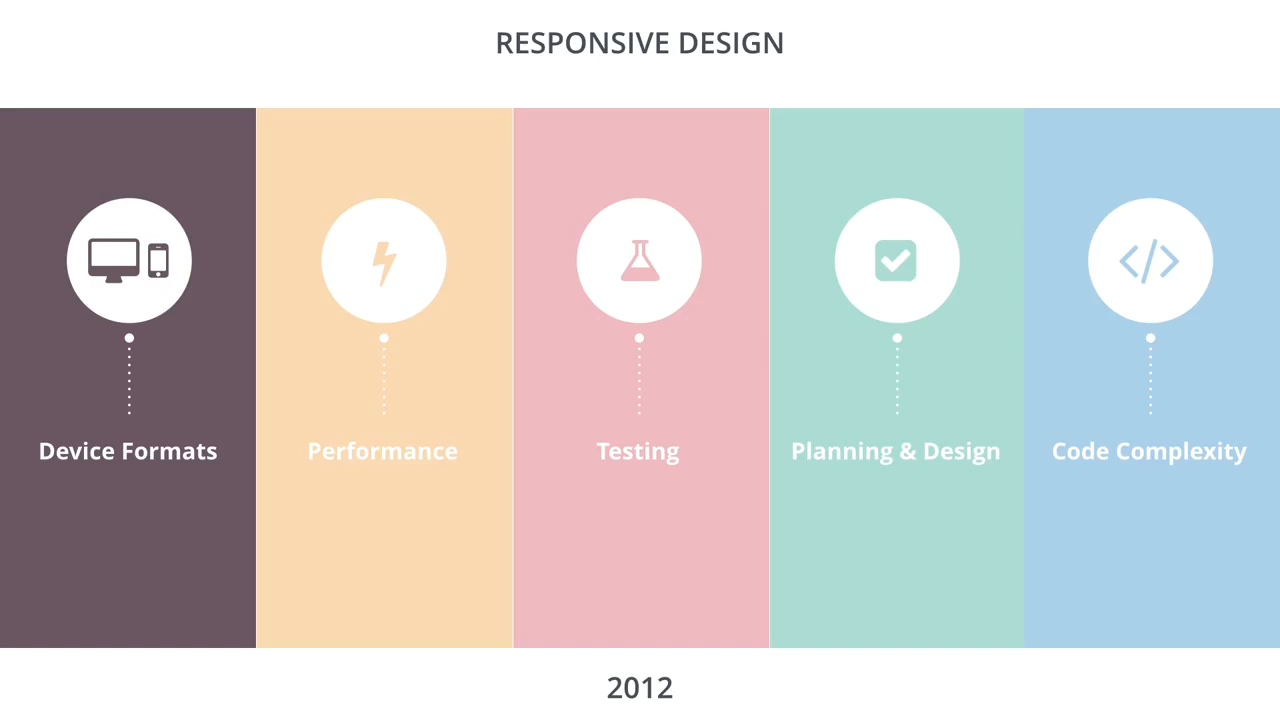 RESPONSIVE DESIGN
Device Formats
Performance
Testing
Planning & Design
Code Complexity
2012